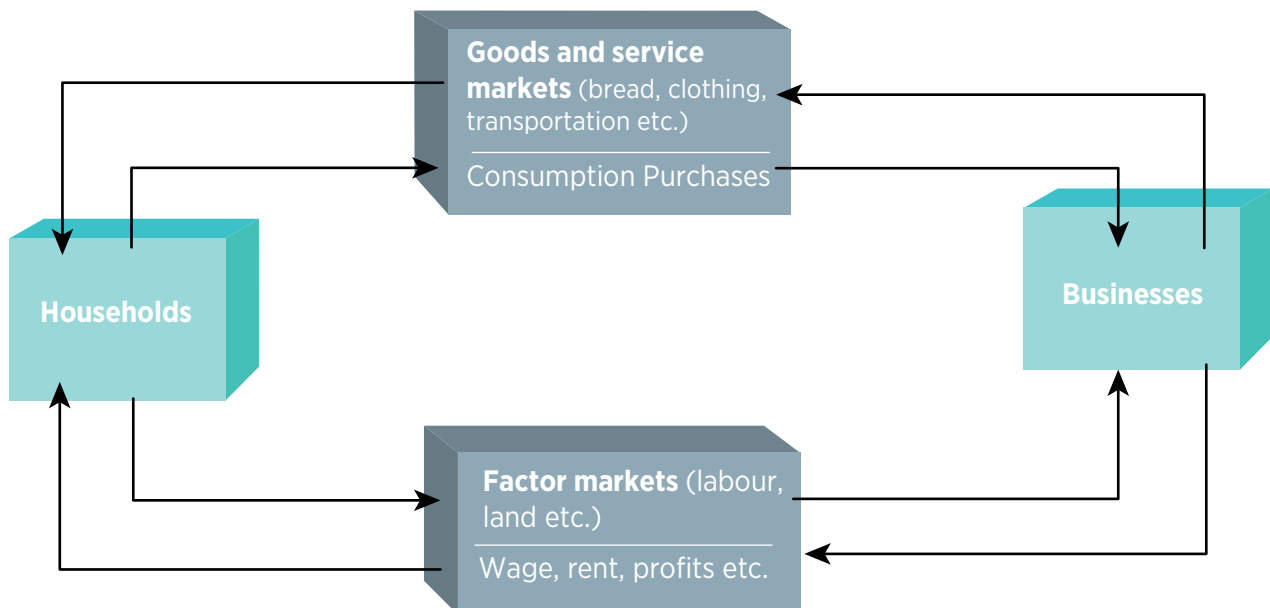 Goods and service
markets (bread, clothing,
transportation etc.)
Consumption Purchases
Households
Businesses
Factor markets (labour,
land etc.)
Wage, rent, profits etc.